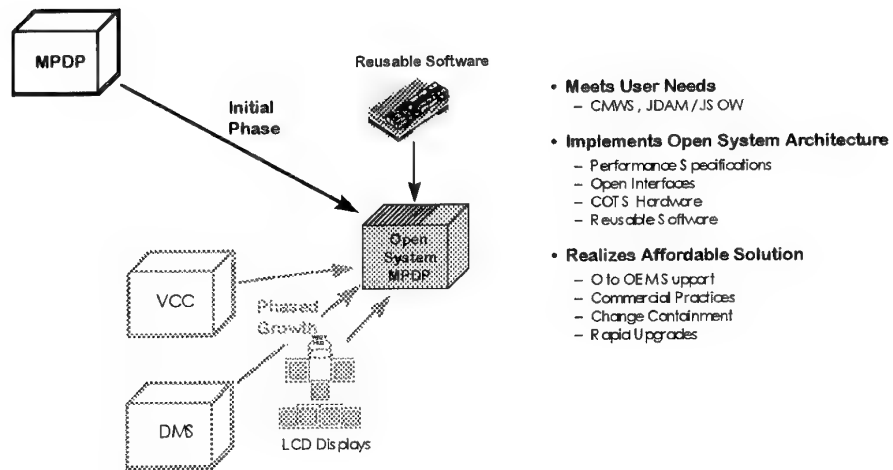 MPDP
Initial
Phase
Reusable Software
Open
System
MPDP
VCC
Phased
Growth
DMS
LCD Displays
• Meets User Needs
– CMWS, JDAM / JSOW
• Implements Open System Architecture
– Performance Specifications
– Open Interfaces
– COTS Hardware
– Reusable Software
• Realizes Affordable Solution
– O to OEM Support
– Commercial Practices
– Change Containment
– Rapid Upgrades